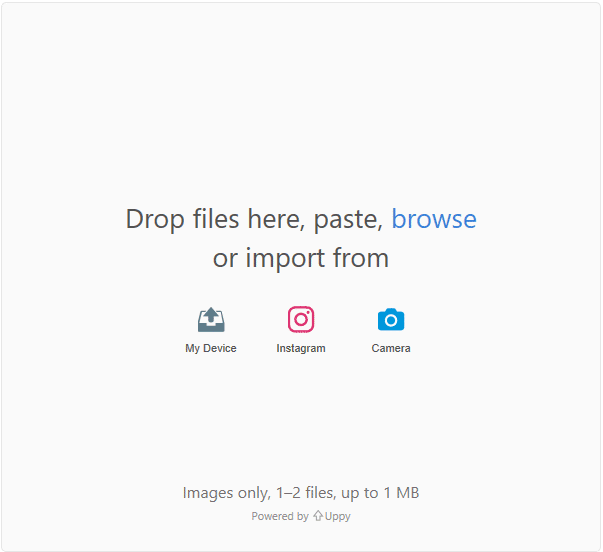 Drop files here, paste, browse
or import from
My Device Instagram Camera
Images only, 1–2 files, up to 1 MB
Powered by Uppy